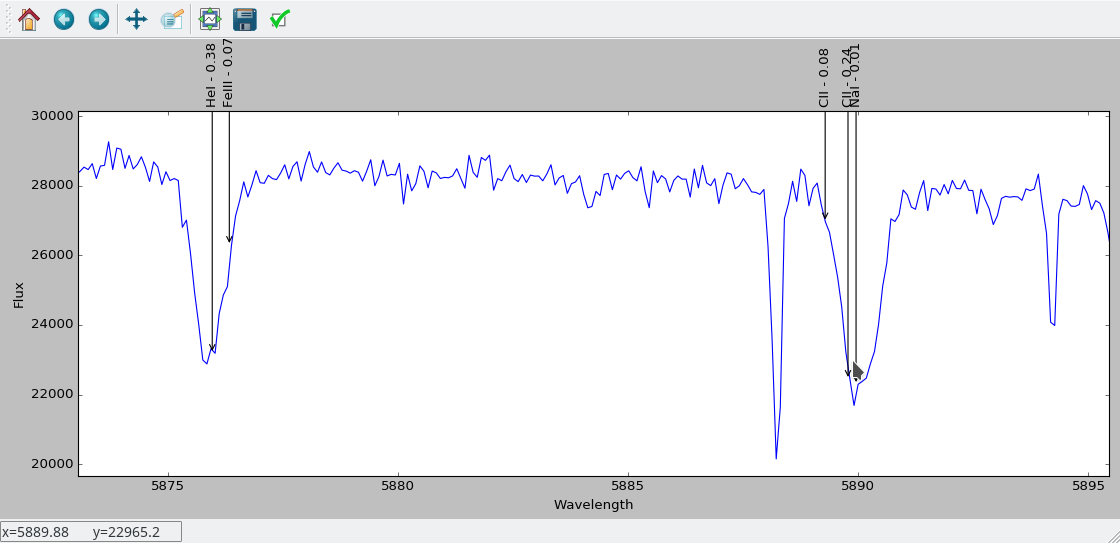 HeI - 0.38
FeIII - 0.07
CII - 0.08
CII - 0.24
NaI - 0.01
30000
28000
26000
24000
22000
20000
Flux
5875 5880 5885 5890 5895
Wavelength
x=5889.88 y=22965.2